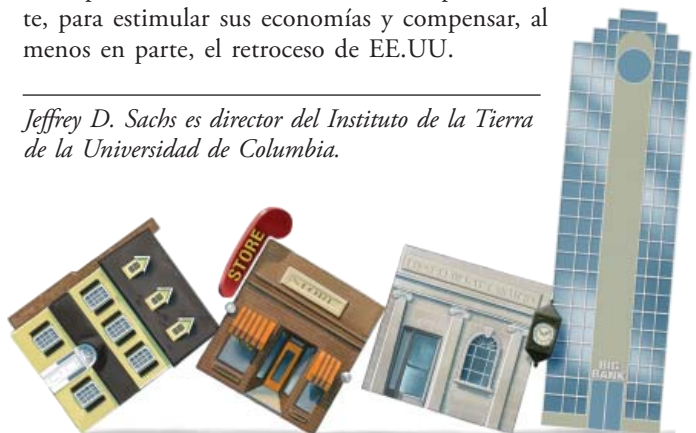 te, para estimular sus economías y compensar, al
menos en parte, el retroceso de EE.UU.
Jeffrey D. Sachs es director del Instituto de la Tierra
de la Universidad de Columbia.
STORE
STORE
BIG
BANK